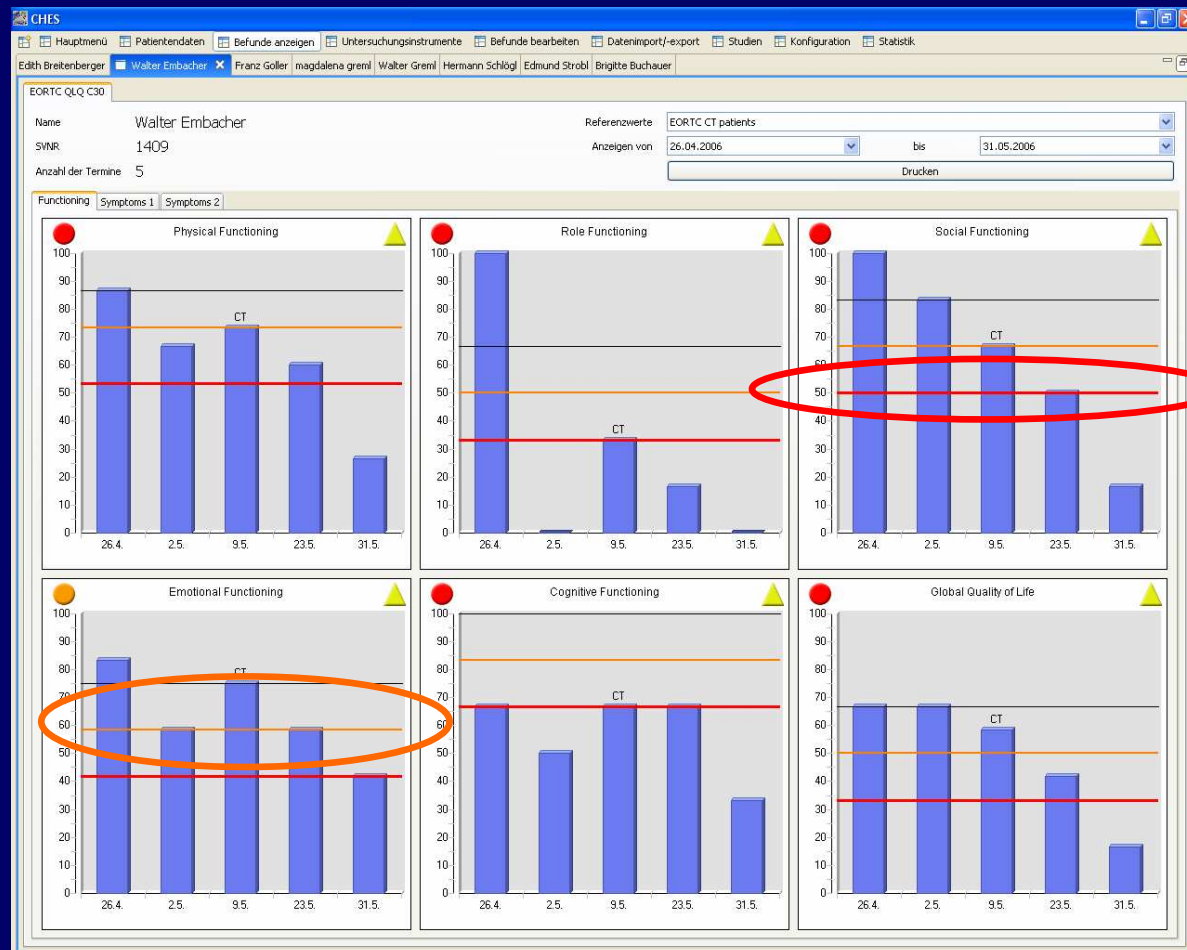 CHES
Hauptmenü Patientendaten Befunde anzeigen Untersuchungsinstrumente Befunde bearbeiten Datenimport/-export Studien Konfiguration Statistik
Edith Breitenberger Walter Embacher Franz Goller magdalena greml Walter Greml Hermann Schlögl Edmund Strobl Brigitte Buchauer
EORTC QLQ C30
Name Walter Embacher Referenzwerte EORTC CT patients
SVNR 1409 Anzeigen von 26.04.2006 bis 31.05.2006
Anzahl der Termine 5 Drucken
Functioning Symptoms 1 Symptoms 2
Physical Functioning
100
90
80
70
60
50
40
30
20
10
0
CT
26.4. 2.5. 9.5. 23.5. 31.5.
Role Functioning
100
90
80
70
60
50
40
30
20
10
0
CT
26.4. 2.5. 9.5. 23.5. 31.5.
Social Functioning
100
90
80
70
60
50
40
30
20
10
0
CT
26.4. 2.5. 9.5. 23.5. 31.5.
Emotional Functioning
100
90
80
70
60
50
40
30
20
10
0
CT
26.4. 2.5. 9.5. 23.5. 31.5.
Cognitive Functioning
100
90
80
70
60
50
40
30
20
10
0
CT
26.4. 2.5. 9.5. 23.5. 31.5.
Global Quality of Life
100
90
80
70
60
50
40
30
20
10
0
CT
26.4. 2.5. 9.5. 23.5. 31.5.